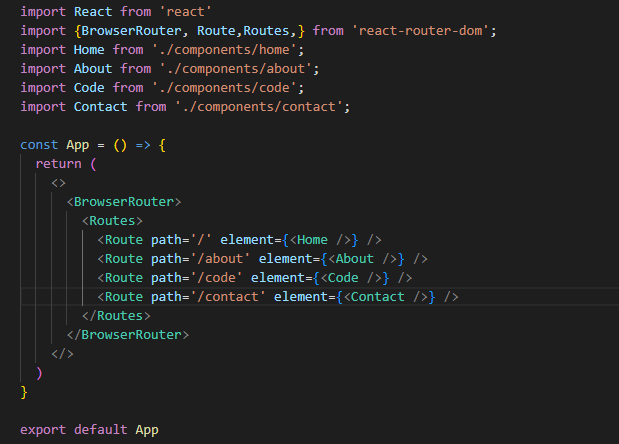 import React from 'react'
import {BrowserRouter, Route,Routes,} from 'react-router-dom';
import Home from './components/home';
import About from './components/about';
import Code from './components/code';
import Contact from './components/contact';

const App = () => {
  return (
    <>
      <BrowserRouter>
        <Routes>
          <Route path='/' element={<Home />} />
          <Route path='/about' element={<About />} />
          <Route path='/code' element={<Code />} />
          <Route path='/contact' element={<Contact />} />
        </Routes>
      </BrowserRouter>
    </>
  )
}

export default App